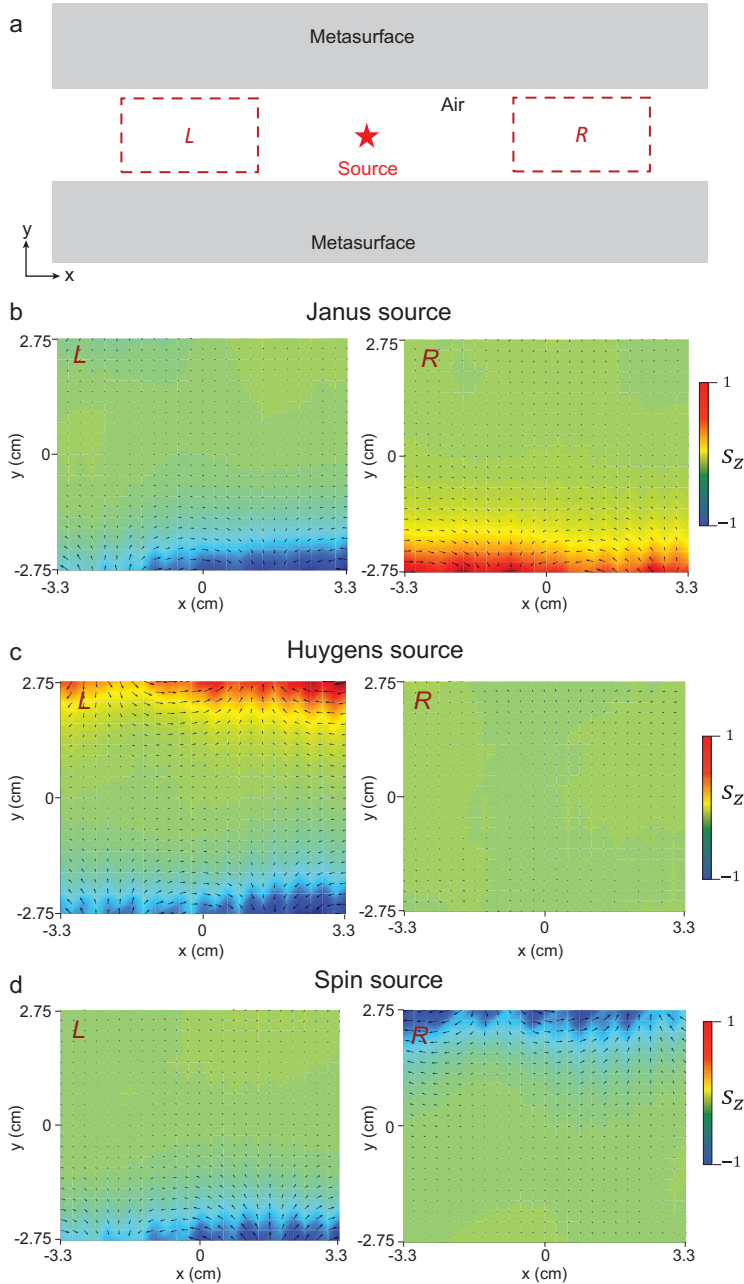 a
Metasurface
Air
L
R
Source
Metasurface
y
x
b
Janus source
2.75
L
2.75
R
1
y (cm)
0
y (cm)
0
S_Z
−1
-2.75
-2.75
-3.3
0
3.3
-3.3
0
3.3
x (cm)
x (cm)
c
Huygens source
2.75
L
2.75
R
1
y (cm)
0
y (cm)
0
S_Z
−1
-2.75
-2.75
-3.3
0
3.3
-3.3
0
3.3
x (cm)
x (cm)
d
Spin source
2.75
L
2.75
R
1
y (cm)
0
y (cm)
0
S_Z
−1
-2.75
-2.75
-3.3
0
3.3
-3.3
0
3.3
x (cm)
x (cm)